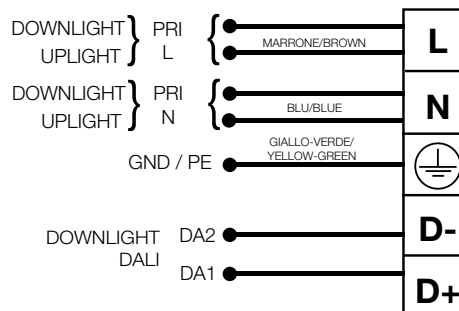 DOWNLIGHT PRI
UPLIGHT L
MARRONE/BROWN
L
DOWNLIGHT PRI
UPLIGHT N
BLU/BLUE
N
GIALLO-VERDE/
YELLOW-GREEN
GND / PE
DOWNLIGHT
DALI
DA2
D-
DA1
D+